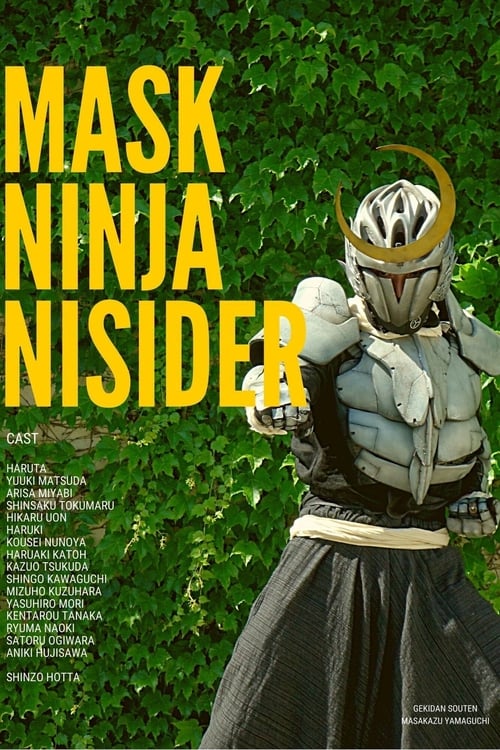 MASK
NINJA
NISIDER
CAST
HARUTA
YUUKI MATSUDA
ARISA MIYABI
SHINSAKU TOKUMARU
HIKARU UON
HARUKI
KOUSEI NUNOYA
HARUAKI KATOH
KAZUO TSUKUDA
SHINGO KAWAGUCHI
MIZUHO KUZUHARA
YASUHIRO MORI
KENTAROU TANAKA
RYUMA NAOKI
SATORU OGIWARA
ANIKI HUJISAWA
SHINZO HOTTA
GEKIDAN SOUTEN
MASAKAZU YAMAGUCHI